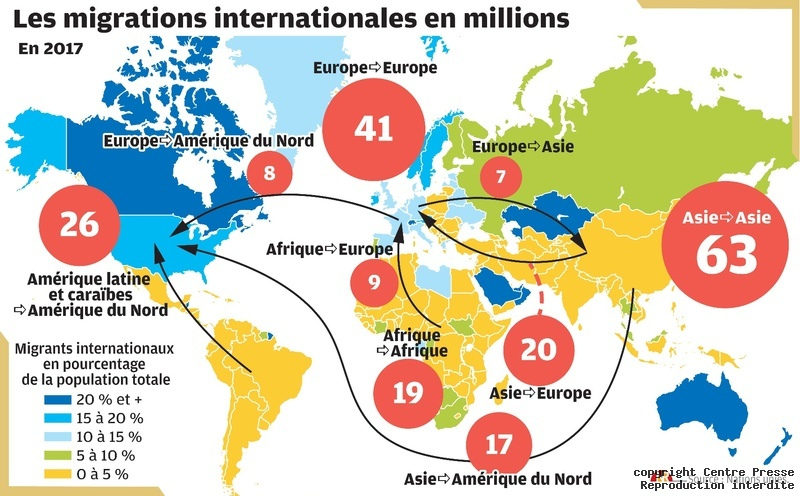 Les migrations internationales en millions
En 2017
Europe⇨Europe
41
Europe⇨Amérique du Nord
8
Europe⇨Asie
7
26
Amérique latine
et caraïbes
⇨Amérique du Nord
Asie⇨Asie
63
Afrique⇨Europe
9
Afrique
⇨Afrique
19
20
Asie⇨Europe
17
Asie⇨Amérique du Nord
Migrants internationaux
en pourcentage
de la population totale
20 % et +
15 à 20 %
10 à 15 %
5 à 10 %
0 à 5 %
Source : Nations unies
copyright Centre Presse
Reproduction interdite